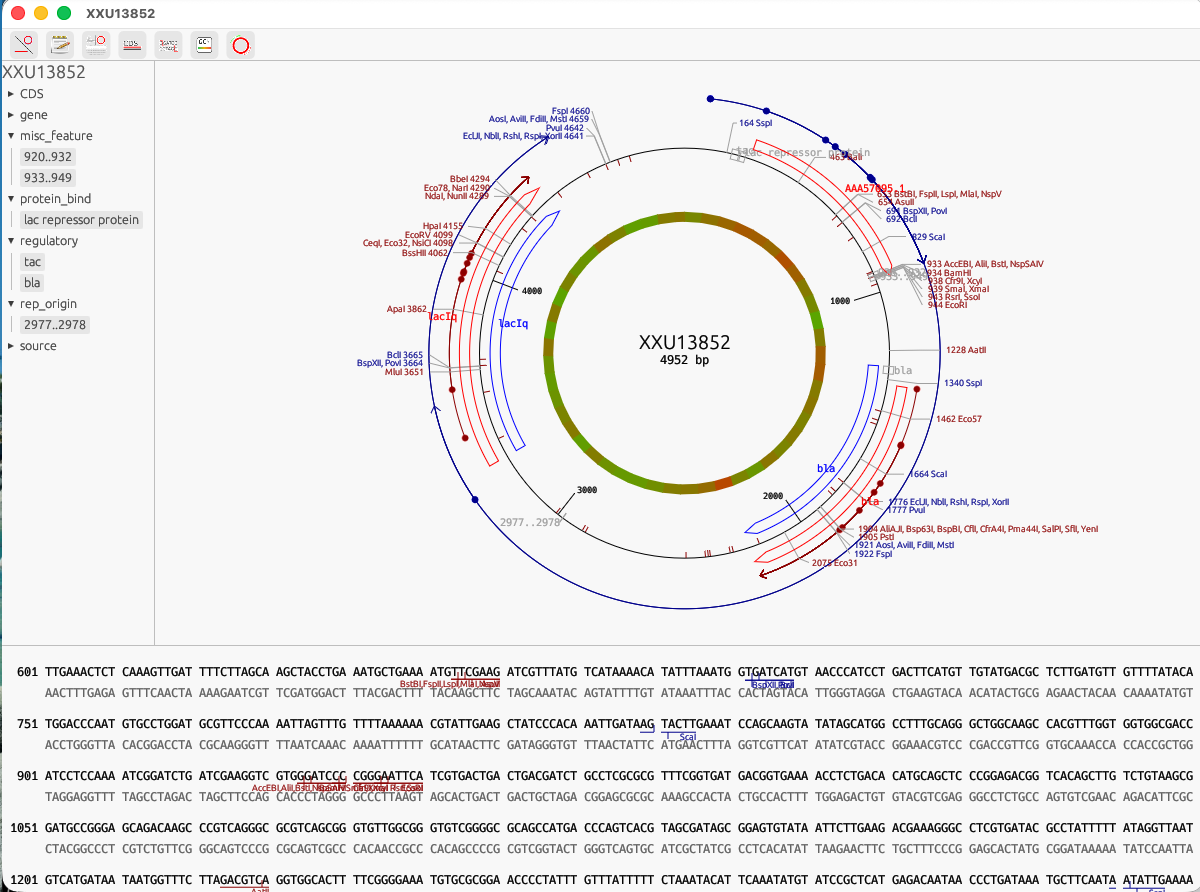 XXU13852
XXU13852
CDS
gene
misc_feature
920..932
933..949
protein_bind
lac repressor protein
regulatory
tac
bla
rep_origin
2977..2978
source
FspI 4660
AosI, AviII, FdiII, MstI 4659
PvuI 4642
EclJI, NblI, RshI, RspI, XorII 4641
164 SspI
lac repressor protein
AAA57095.1
653 BstBI, FspII, LspI, MlaI, NspV
654 AsuII
691 BspXII, PovI
692 BclI
829 ScaI
933 AccEBI, AliI, BstI, NspSAIV
934 BamHI
938 Cfr9I, XcyI
939 SmaI, XmaI
943 RsrI, SsoI
944 EcoRI
BbeI 4294
Eco78, NarI 4290
NdaI, NunII 4289
HpaI 4155
EcoRV 4099
CeqI, Eco32, NsiCI 4098
BssHII 4062
4000
1000
ApaI 3862
lacIq
lacIq
XXU13852
4952 bp
1228 AatII
BclI 3665
BspXII, PovI 3664
MluI 3651
bla
1340 SspI
1462 Eco57
bla
1664 ScaI
3000
2000
bla
1776 EclJI, NblI, RshI, RspI, XorII
1777 PvuI
2977..2978
1904 AliAJI, Bsp63I, BspBI, CflI, CfrA4I, Pma44I, SalPI, SflI, YenI
1905 PstI
1921 AosI, AviII, FdiII, MstI
1922 FspI
2075 Eco31
601 TTGAAACTCT CAAAGTTGAT TTTCTTAGCA AGCTACCTGA AATGCTGAAA ATGTTCGAAG ATCGTTTATG TCATAAAACA TATTTAAATG GTGATCATGT AACCCATCCT GACTTCATGT TGTATGACGC TCTTGATGTT GTTTTATACA
AACTTTGAGA GTTTCAACTA AAAGAATCGT TCGATGGACT TTACGACTTT TACAAGCTTC TAGCAAATAC AGTATTTTGT ATAAATTTAC CACTAGTACA TTGGGTAGGA CTGAAGTACA ACATACTGCG AGAACTACAA CAAAATATGT
751 TGGACCCAAT GTGCCTGGAT GCGTTCCCAA AATTAGTTTG TTTTAAAAAA CGTATTGAAG CTATCCCACA AATTGATAAG TACTTGAAAT CCAGCAAGTA TATAGCATGG CCTTTGCAGG GCTGGCAAGC CACGTTTGGT GGTGGCGACC
ACCTGGGTTA CACGGACCTA CGCAAGGGTT TTAATCAAAC AAAATTTTTT GCATAACTTC GATAGGGTGT TTAACTATTC ATGAACTTTA GGTCGTTCAT ATATCGTACC GGAAACGTCC CGACCGTTCG GTGCAAACCA CCACCGCTGG
ScaI
901 ATCCTCCAAA ATCGGATCTG ATCGAAGGTC GTGGGATCCC CGGGAATTCA TCGTGACTGA CTGACGATCT GCCTCGCGCG TTTCGGTGAT GACGGTGAAA ACCTCTGACA CATGCAGCTC CCGGAGACGG TCACAGCTTG TCTGTAAGCG
TAGGAGGTTT TAGCCTAGAC TAGCTTCCAG CACCCTAGGG GCCCTTAAGT AGCACTGACT GACTGCTAGA CGGAGCGCGC AAAGCCACTA CTGCCACTTT TGGAGACTGT GTACGTCGAG GGCCTCTGCC AGTGTCGAAC AGACATTCGC
1051 GATGCCGGGA GCAGACAAGC CCGTCAGGGC GCGTCAGCGG GTGTTGGCGG GTGTCGGGGC GCAGCCATGA CCCAGTCACG TAGCGATAGC GGAGTGTATA AATTCTTGAAG ACGAAAGGGC CTCGTGATAC GCCTATTTTT ATAGGTTAAT
CTACGGCCCT CGTCTGTTCG GGCAGTCCCG CGCAGTCGCC CACAACCGCC CACAGCCCCG CGTCGGTACT GGGTCAGTGC ATCGCTATCG CCTCACATAT TAAGAACTTC TGCTTTCCCG GAGCACTATG CGGATAAAAA TATCCAATTA
1201 GTCATGATAA TAATGGTTTC TTAGACGTCA GGTGGCACTT TTCGGGGAAA TGTGCGCGGA ACCCCTATTT GTTTATTTTT CTAAATACAT TCAAATATGT ATCCGCTCAT GAGACAATAA CCCTGATAAA TGCTTCAATA ATATTGAAAA